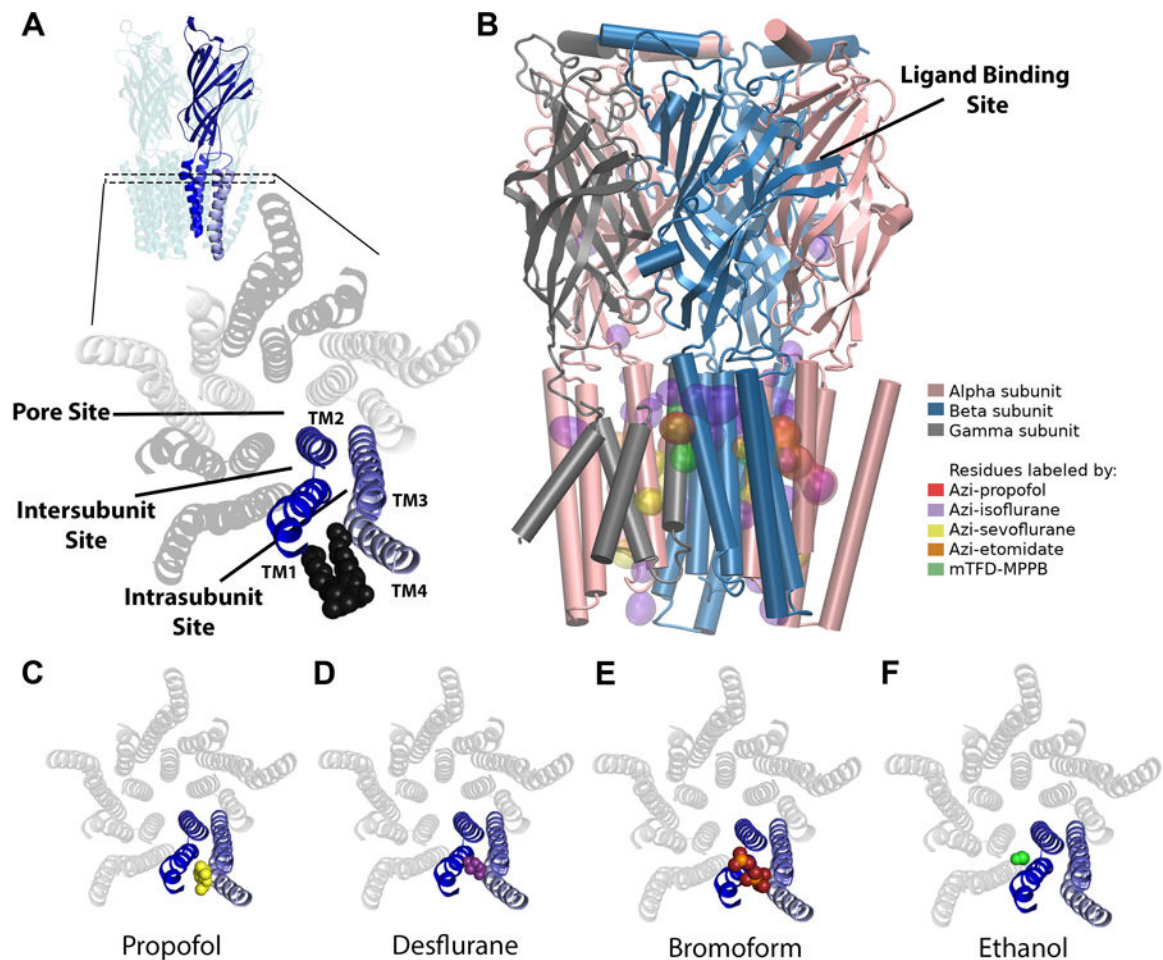 A
B
Ligand Binding
Site
Pore Site
TM2
Intersubunit
Site
TM3
TM1
Intrasubunit
Site
TM4
Alpha subunit
Beta subunit
Gamma subunit
Residues labeled by:
Azi-propofol
Azi-isoflurane
Azi-sevoflurane
Azi-etomidate
mTFD-MPPB
C
D
E
F
Propofol
Desflurane
Bromoform
Ethanol